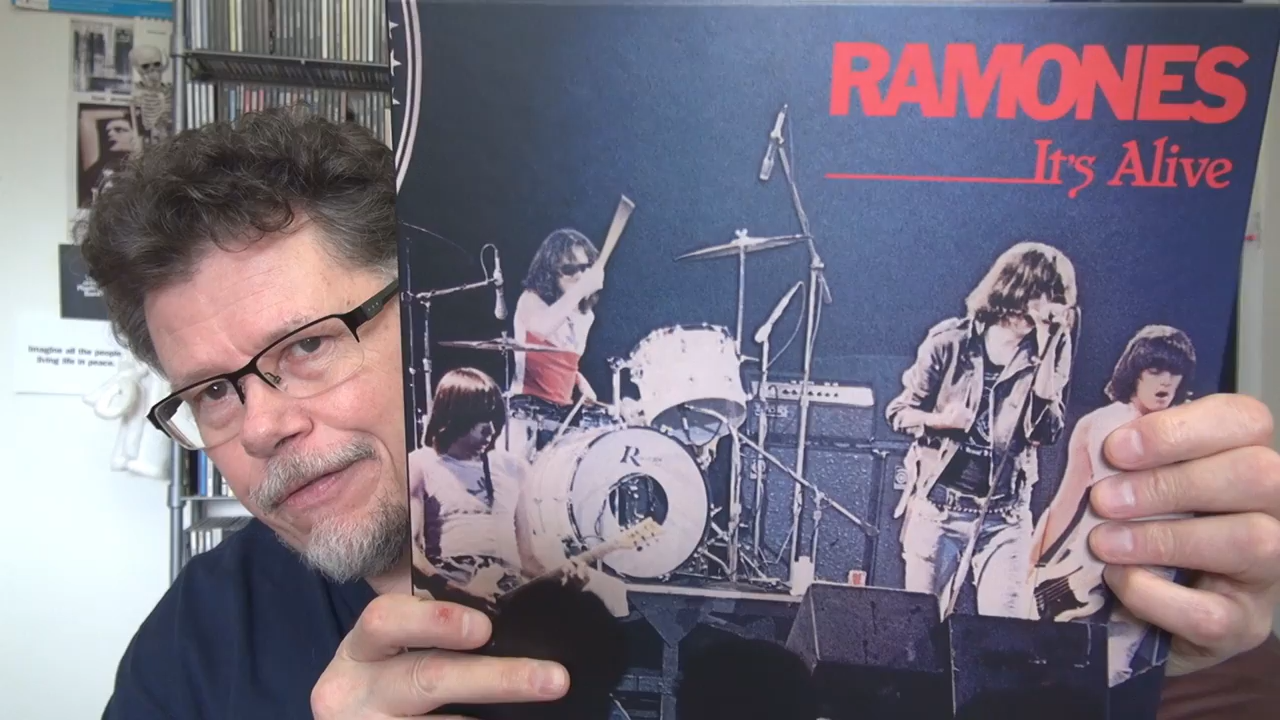 RAMONES
It's Alive
Imagine all the people
living life in peace.
R